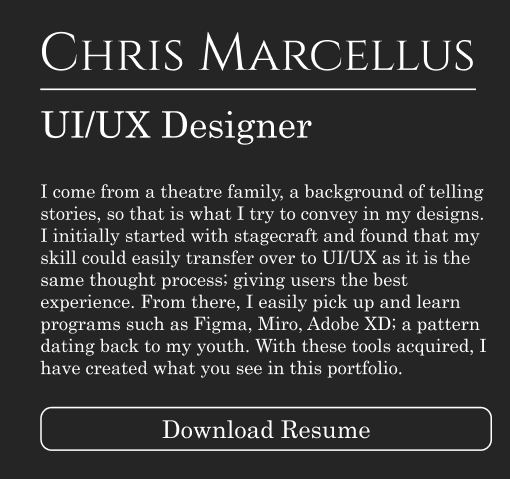 Chris Marcellus
UI/UX Designer
I come from a theatre family, a background of telling
stories, so that is what I try to convey in my designs.
I initially started with stagecraft and found that my
skill could easily transfer over to UI/UX as it is the
same thought process; giving users the best
experience. From there, I easily pick up and learn
programs such as Figma, Miro, Adobe XD; a pattern
dating back to my youth. With these tools acquired, I
have created what you see in this portfolio.
Download Resume